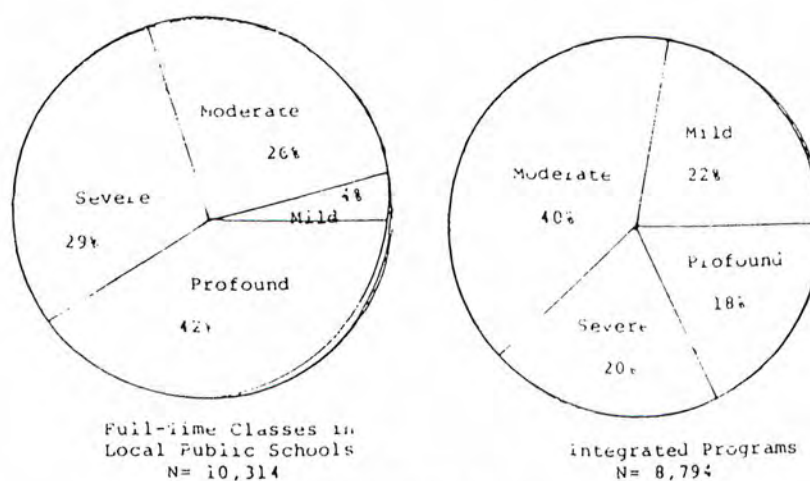 Moderate
26%
Mild
Severe
29%
Profound
42%
Full-Time Classes in
Local Public Schools
N= 10,314
Mild
22%
Moderate
40%
Profound
18%
Severe
20%
Integrated Programs
N= 8,794